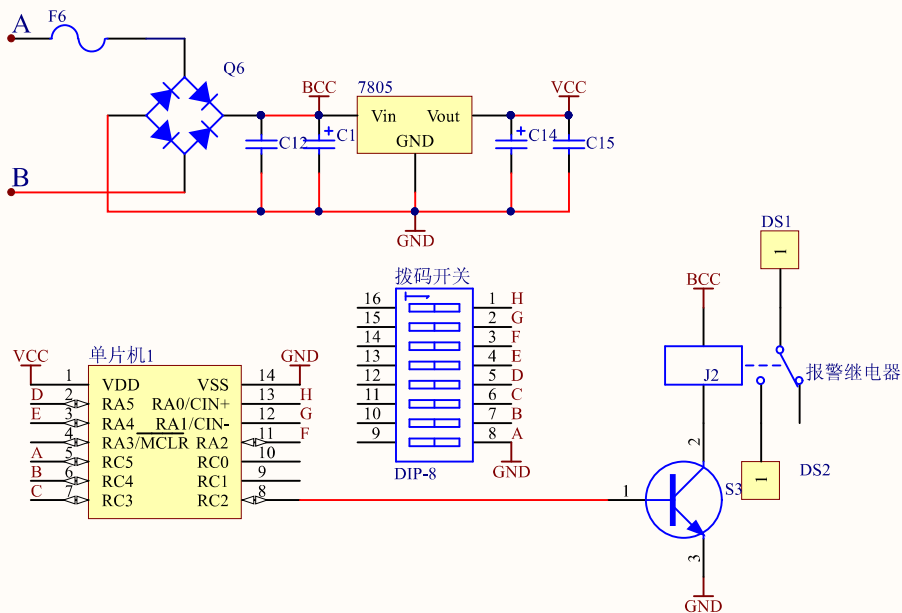 A
F6
Q6
BCC
7805
VCC
Vin
Vout
GND
C12
+
C1
+
C14
C15
B
GND
DS1
1
拨码开关
BCC
16
1
H
15
2
G
14
3
F
13
4
E
12
5
D
11
6
C
10
7
B
9
8
A
DIP-8
GND
J2
报警继电器
单片机1
VCC
GND
1
VDD
VSS
14
D
2
RA5
RA0/CIN+
13
H
E
3
RA4
RA1/CIN-
12
G
4
RA3/MCLR
RA2
11
F
A
5
RC5
RC0
10
B
6
RC4
RC1
9
C
7
RC3
RC2
8
2
1
S3
3
GND
1
DS2